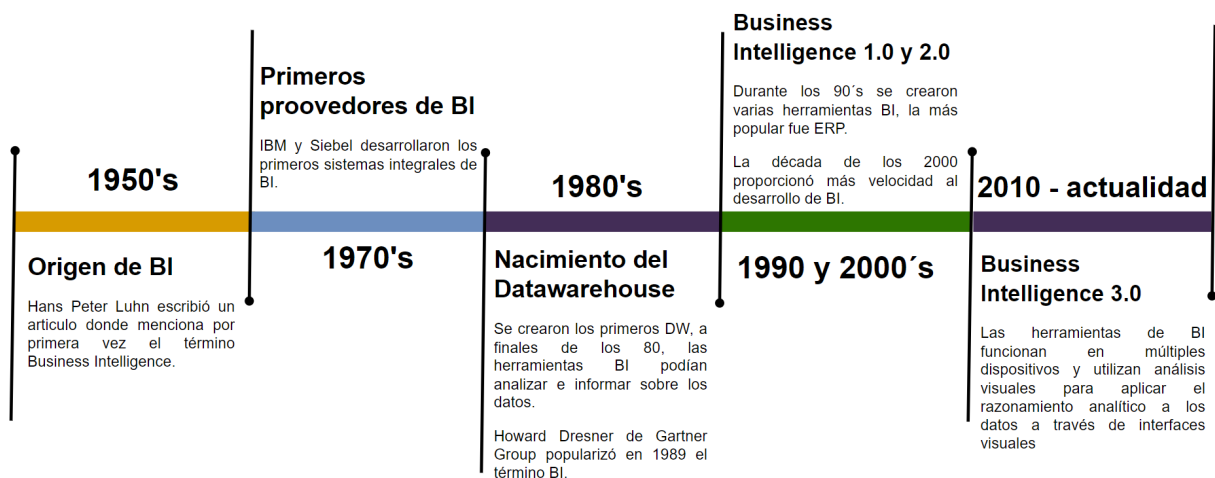 1950's
Origen de BI
Hans Peter Luhn escribió un
articulo donde menciona por
primera vez el término
Business Intelligence.
Primeros
proovedores de BI
IBM y Siebel desarrollaron los
primeros sistemas integrales de
BI.
1970's
1980's
Nacimiento del
Datawarehouse
Se crearon los primeros DW, a
finales de los 80, las
herramientas BI podían
analizar e informar sobre los
datos.
Howard Dresner de Gartner
Group popularizó en 1989 el
término BI.
Business
Intelligence 1.0 y 2.0
Durante los 90´s se crearon
varias herramientas BI, la más
popular fue ERP.
La década de los 2000
proporcionó más velocidad al
desarrollo de BI.
1990 y 2000´s
2010 - actualidad
Business
Intelligence 3.0
Las herramientas de BI
funcionan en múltiples
dispositivos y utilizan análisis
visuales para aplicar el
razonamiento analítico a los
datos a través de interfaces
visuales